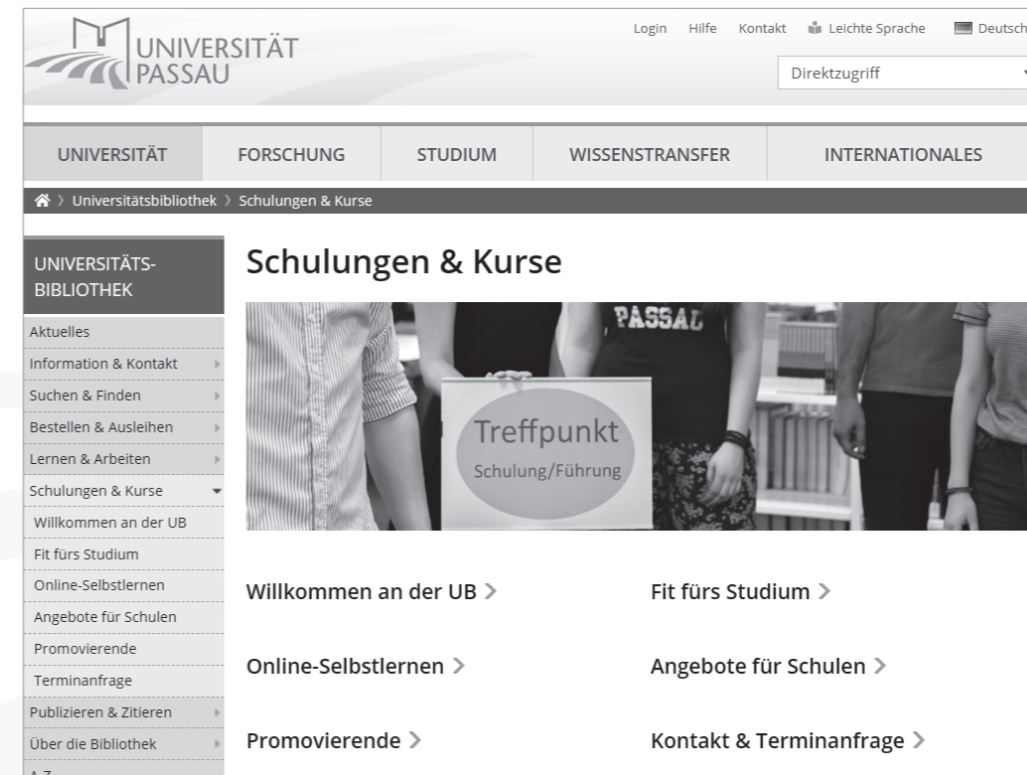 UNIVERSITÄT
PASSAU
Login Hilfe Kontakt Leichte Sprache Deutsch
Direktzugriff
UNIVERSITÄT FORSCHUNG STUDIUM WISSENSTRANSFER INTERNATIONALES
Universitätsbibliothek Schulungen & Kurse
UNIVERSITÄTS-
BIBLIOTHEK
Aktuelles
Information & Kontakt
Suchen & Finden
Bestellen & Ausleihen
Lernen & Arbeiten
Schulungen & Kurse
Willkommen an der UB
Fit fürs Studium
Online-Selbstlernen
Angebote für Schulen
Promovierende
Terminanfrage
Publizieren & Zitieren
Über die Bibliothek
A-Z
Schulungen & Kurse
PASSAU
Treffpunkt
Schulung/Führung
Willkommen an der UB
Fit fürs Studium
Online-Selbstlernen
Angebote für Schulen
Promovierende
Kontakt & Terminanfrage